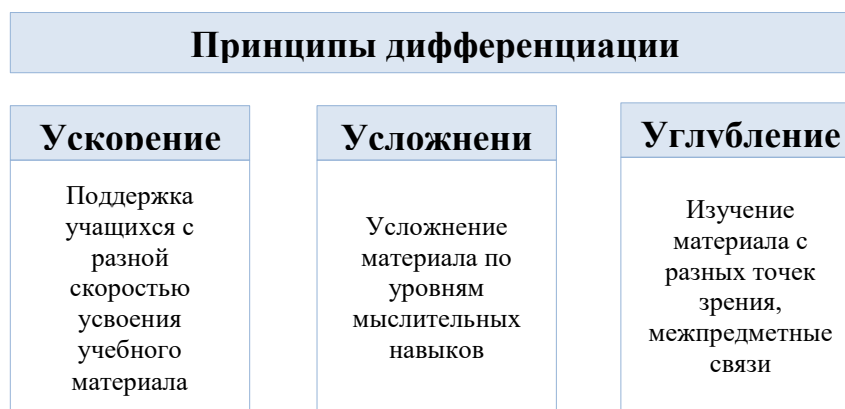 Принципы дифференциации
Ускорение
Поддержка
учащихся с
разной
скоростью
усвоения
учебного
материала
Усложнени
Усложнение
материала по
уровням
мыслительных
навыков
Углубление
Изучение
материала с
разных точек
зрения,
межпредметные
связи